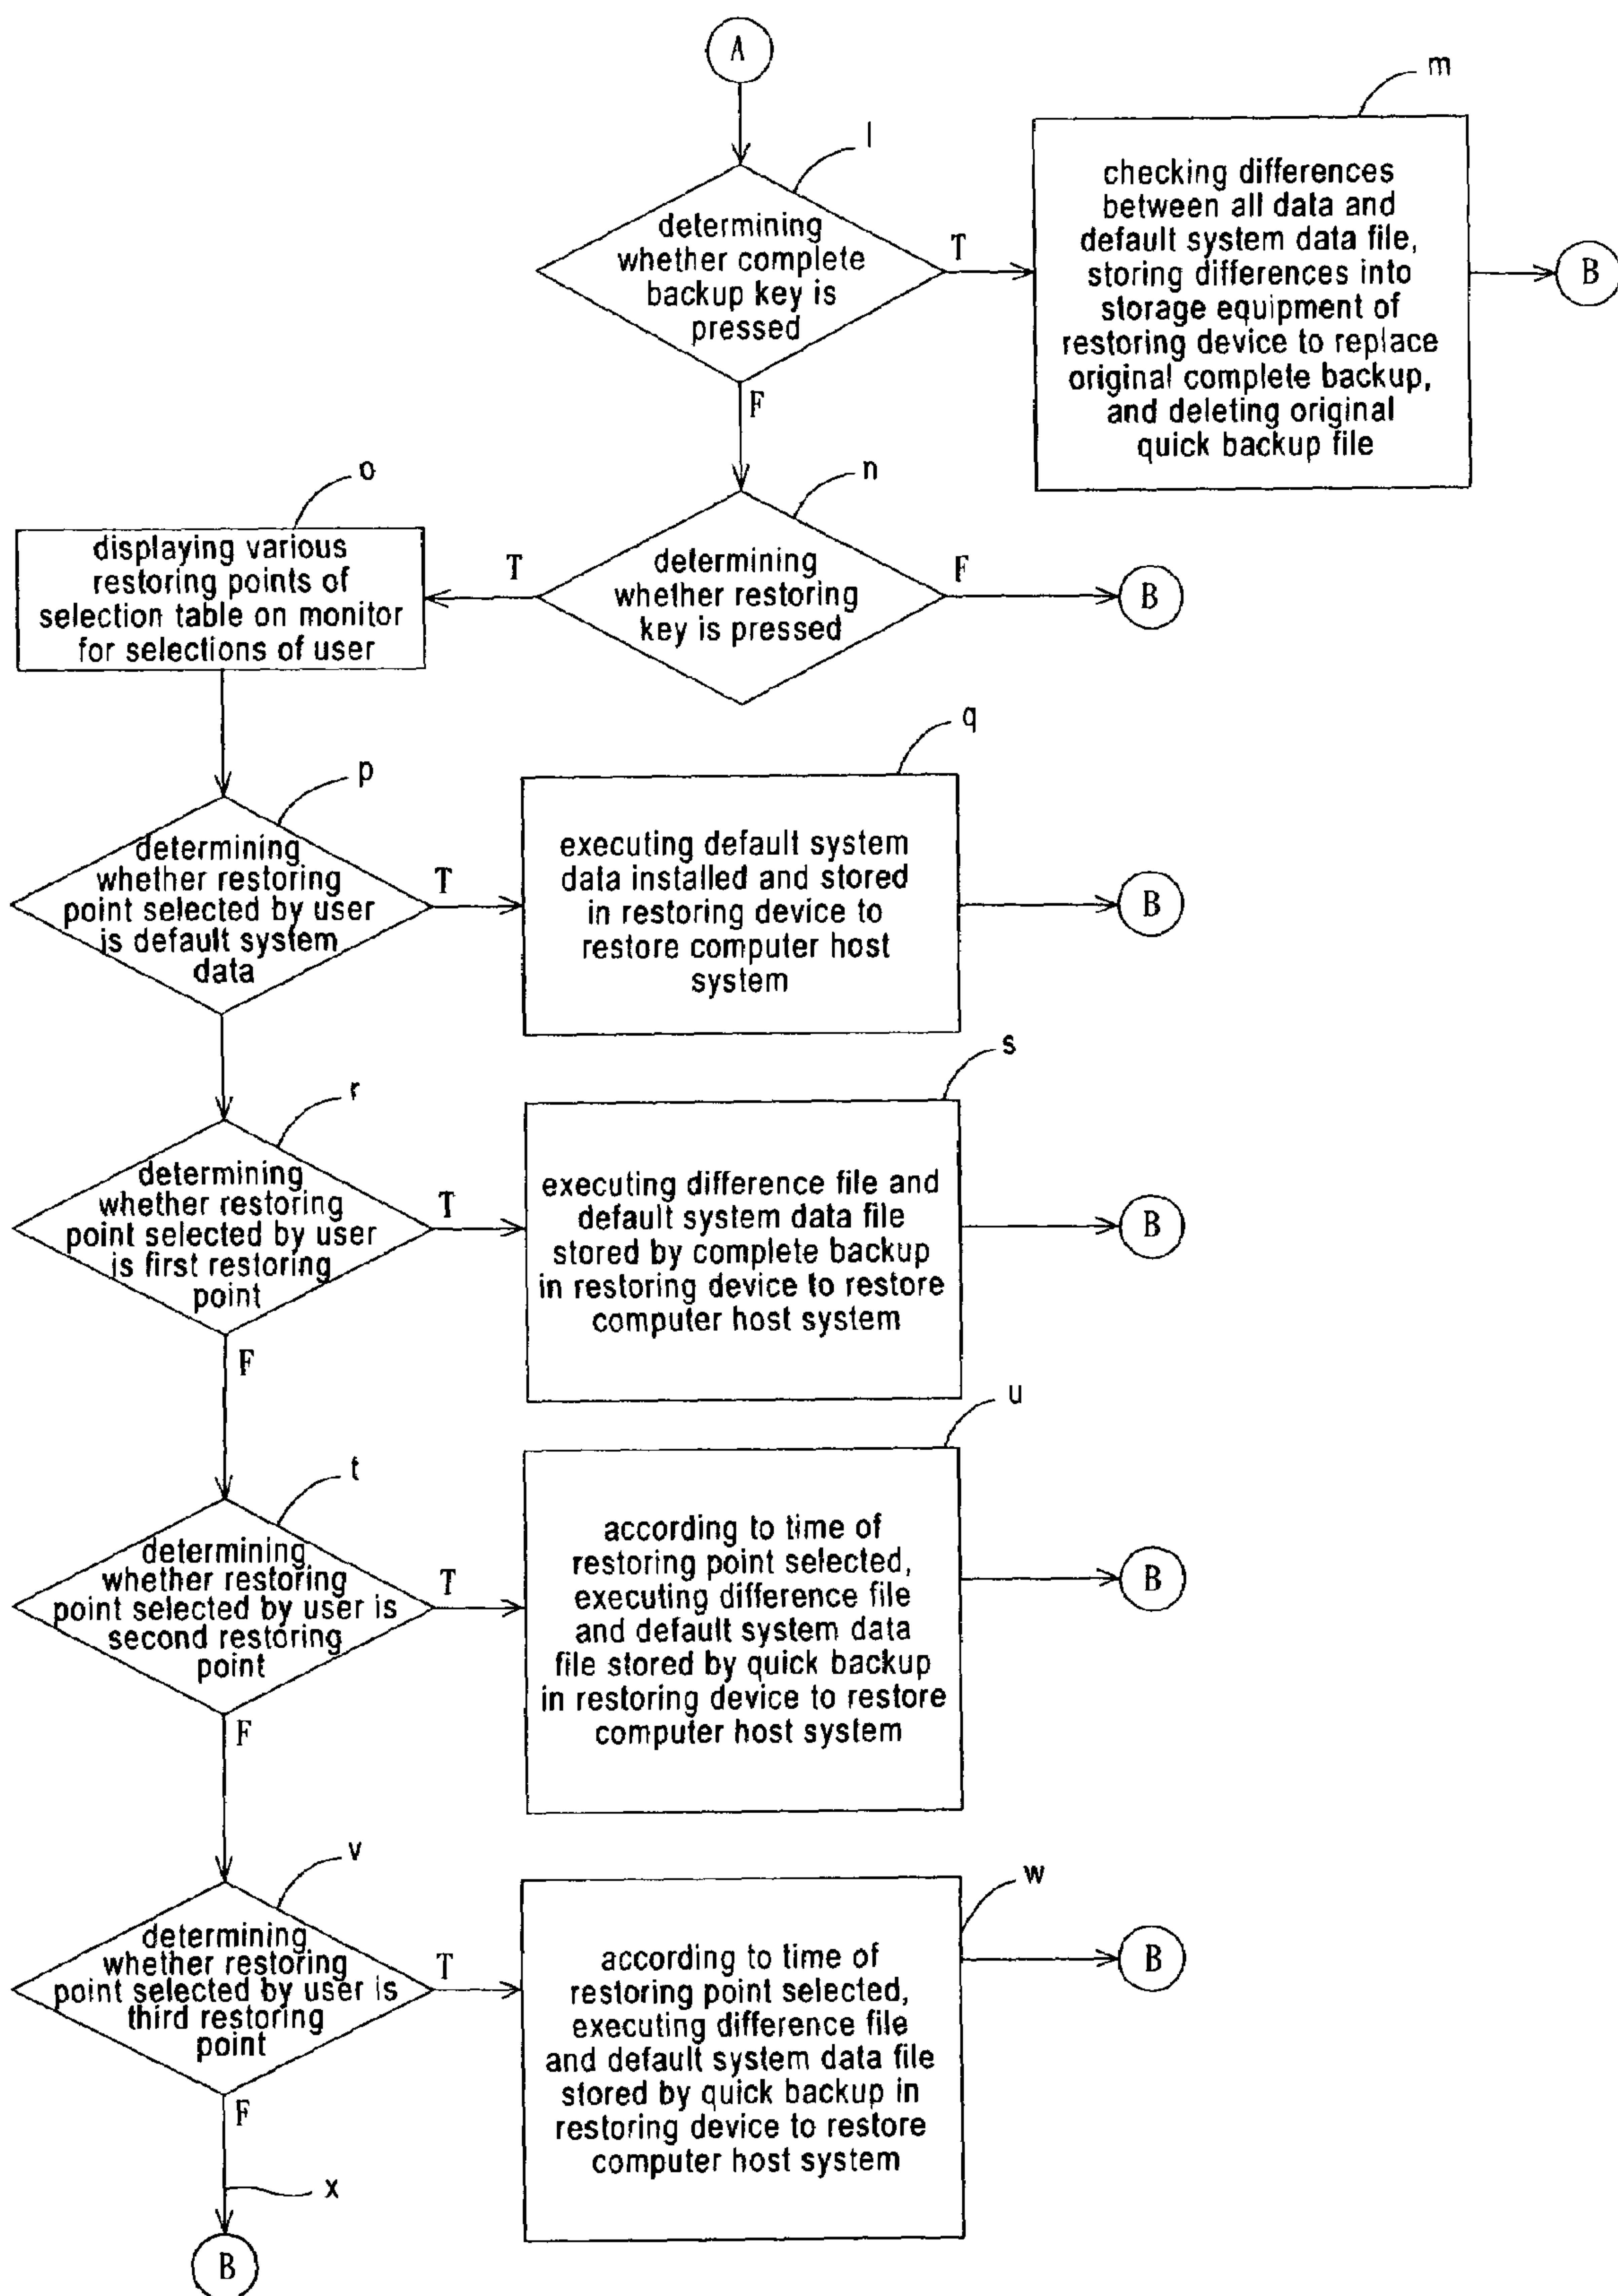 A
l
m
determining
whether complete
backup key is
pressed
T
checking differences
between all data and
default system data file,
storing differences into
storage equipment of
restoring device to replace
original complete backup,
and deleting original
quick backup file
B
F
o
n
displaying various
restoring points of
selection table on monitor
for selections of user
T
determining
whether restoring
key is pressed
F
B
p
q
determining
whether restoring
point selected by user
is default system
data
T
executing default system
data installed and stored
in restoring device to
restore computer host
system
B
r
s
determining
whether restoring
point selected by user
is first restoring
point
T
executing difference file and
default system data file
stored by complete backup
in restoring device to restore
computer host system
B
F
t
u
determining
whether restoring
point selected by user is
second restoring
point
T
according to time of
restoring point selected,
executing difference file
and default system data
file stored by quick backup
in restoring device to restore
computer host system
B
F
v
w
determining
whether restoring
point selected by user is
third restoring
point
T
according to time of
restoring point selected,
executing difference file
and default system data file
stored by quick backup in
restoring device to restore
computer host system
B
F
x
B